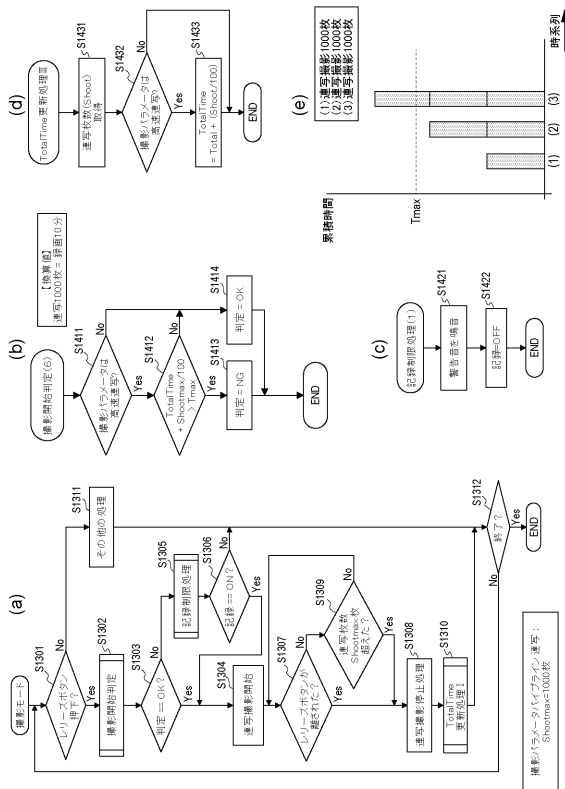 (a)
撮影モード
S1301
レリーズボタン
押下？
No
Yes
S1302
撮影開始判定
S1303
判定 == OK？
No
Yes
S1304
連写撮影開始
S1305
記録制限処理
S1306
記録 == ON？
No
Yes
S1307
レリーズボタンが
離された？
No
Yes
S1309
連写枚数
Shootmax枚
超えた？
No
Yes
S1308
連写撮影停止処理
S1310
TotalTime
更新処理Ⅰ
S1311
その他の処理
S1312
終了？
No
Yes
END
撮影パラメータパイプライン連写：
Shootmax=1000枚
(b)
撮影開始判定(6)
【換算値】
連写1000枚 = 録画10分
S1411
撮影パラメータは
高速連写？
No
Yes
S1412
TotalTime
+ Shootmax/100
> Tmax
No
Yes
S1413
判定 = NG
S1414
判定 = OK
END
(c)
記録制限処理(1)
S1421
警告音を鳴音
S1422
記録=OFF
END
(d)
TotalTime更新処理Ⅲ
S1431
連写枚数(Shoot)
取得
S1432
撮影パラメータは
高速連写？
No
Yes
S1433
TotalTime
= Total + (Shoot/100)
END
(e)
(1)連写撮影1000枚
(2)連写撮影1000枚
(3)連写撮影1000枚
累積時間
Tmax
(1)
(2)
(3)
時系列